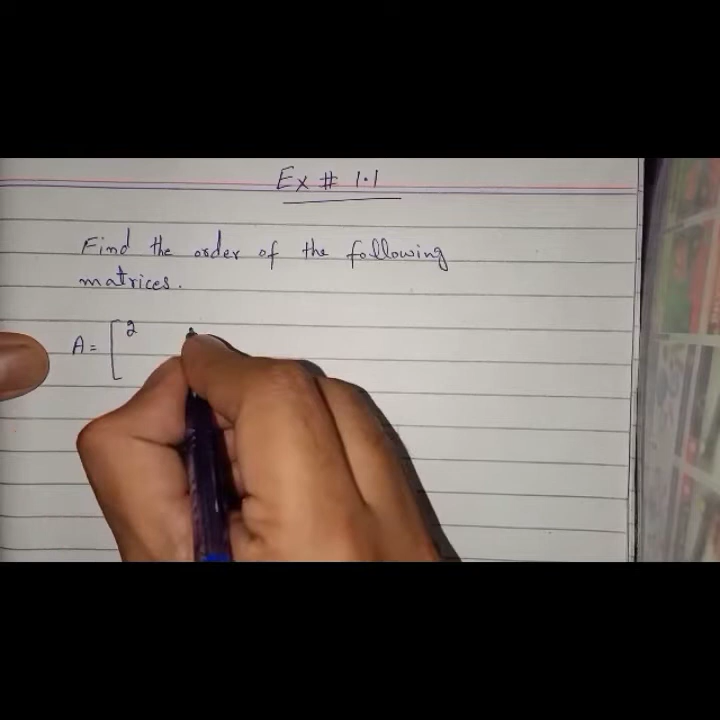 Ex # 1.1
Find the order of the following
matrices.
A = [ 2